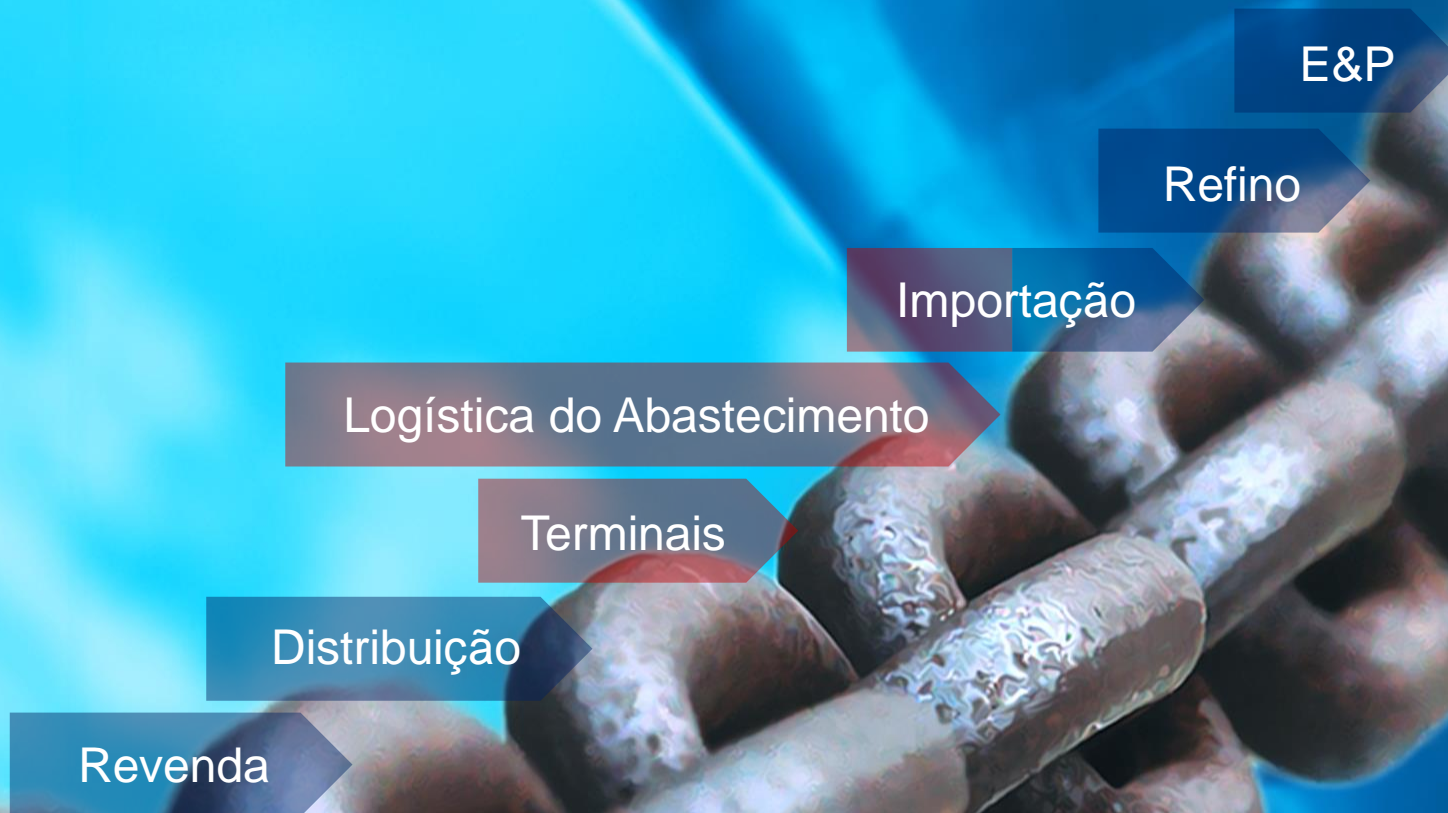 E&P
Refino
Importação
Logística do Abastecimento
Terminais
Distribuição
Revenda